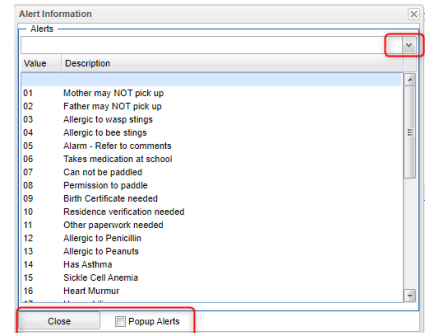 Alert Information
Alerts
Value Description
01 Mother may NOT pick up
02 Father may NOT pick up
03 Allergic to wasp stings
04 Allergic to bee stings
05 Alarm - Refer to comments
06 Takes medication at school
07 Can not be paddled
08 Permission to paddle
09 Birth Certificate needed
10 Residence verification needed
11 Other paperwork needed
12 Allergic to Penicillin
13 Allergic to Peanuts
14 Has Asthma
15 Sickle Cell Anemia
16 Heart Murmur
Close Popup Alerts